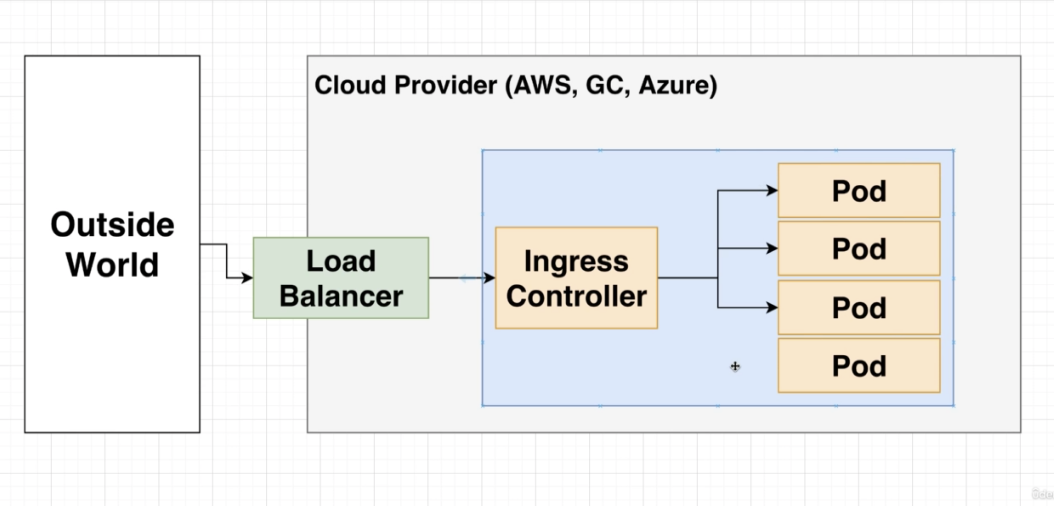 Cloud Provider (AWS, GC, Azure)
Outside
World
Load
Balancer
Ingress
Controller
Pod
Pod
Pod
Pod